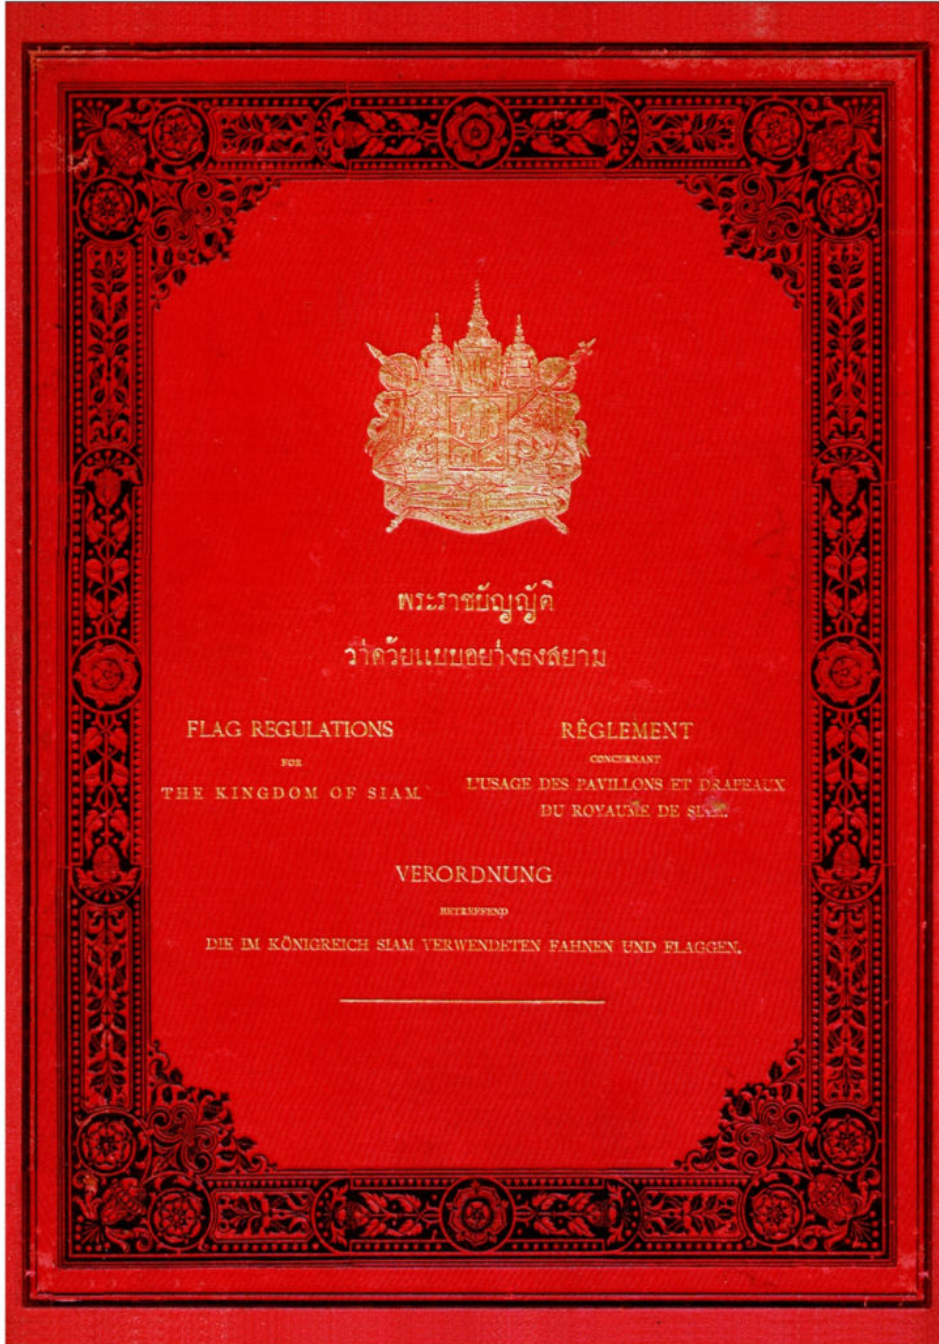 พระราชบัญญัติ
ว่าด้วยแบบอย่างธงสยาม
FLAG REGULATIONS
FOR
THE KINGDOM OF SIAM.
RÈGLEMENT
CONCERNANT
L'USAGE DES PAVILLONS ET DRAPEAUX
DU ROYAUME DE SIAM.
VERORDNUNG
BETREFFEND
DIE IM KÖNIGREICH SIAM VERWENDETEN FAHNEN UND FLAGGEN.